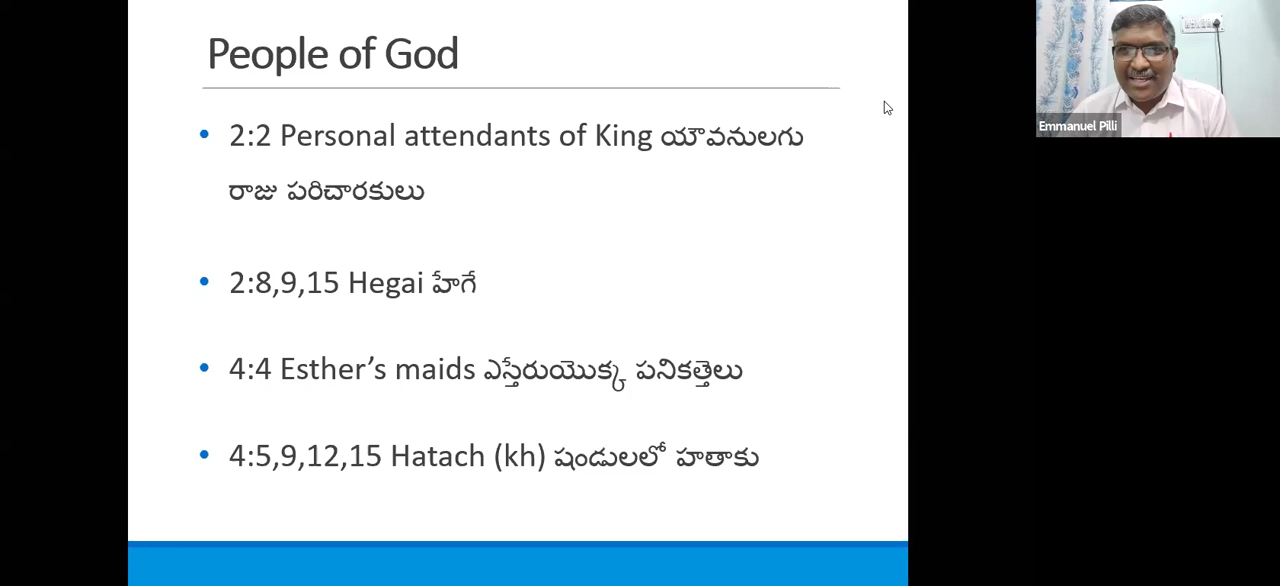 People of God
• 2:2 Personal attendants of King యౌవనులగు
రాజు పరిచారకులు
• 2:8,9,15 Hegai హేగే
• 4:4 Esther’s maids ఎస్తేరుయొక్క పనికత్తెలు
• 4:5,9,12,15 Hatach (kh) షండులలో హతాకు
Emmanuel Pilli